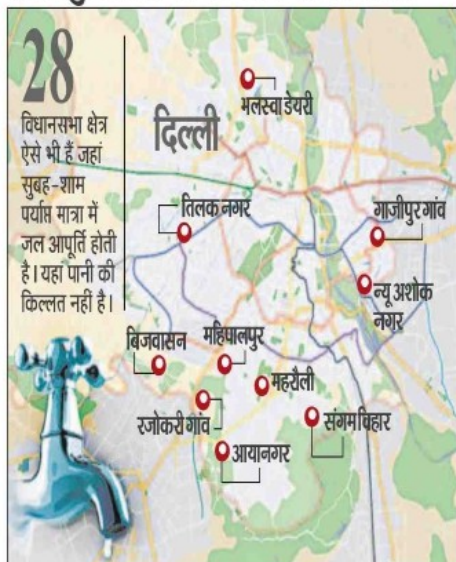 28
विधानसभा क्षेत्र
ऐसे भी हैं जहां
सुबह-शाम
पर्याप्त मात्रा में
जल आपूर्ति होती
है। यहां पानी की
किल्लत नहीं है।
दिल्ली
भलस्वा डेयरी
तिलक नगर
गाजीपुर गांव
न्यू अशोक
नगर
बिजवासन
महिपालपुर
महरौली
रजोकरी गांव
संगम विहार
आयानगर